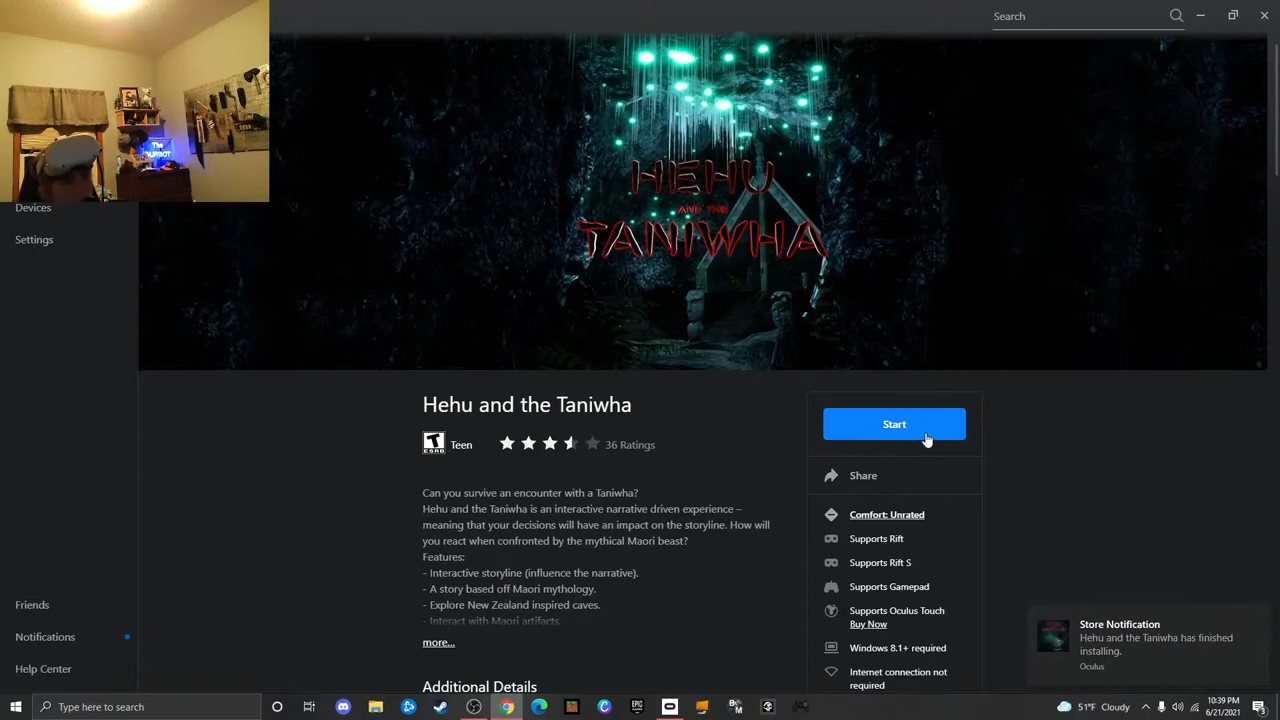 Search
The
BURBOT
Devices
Settings
HEHU
AND THE
TANIWHA
Hehu and the Taniwha
Start
T
ESRB
Teen
36 Ratings
Share
Can you survive an encounter with a Taniwha?
Hehu and the Taniwha is an interactive narrative driven experience –
meaning that your decisions will have an impact on the storyline. How will
you react when confronted by the mythical Maori beast?
Features:
- Interactive storyline (influence the narrative).
- A story based off Maori mythology.
- Explore New Zealand inspired caves.
- Interact with Maori artifacts.
more...
Comfort: Unrated
Supports Rift
Supports Rift S
Supports Gamepad
Supports Oculus Touch
Buy Now
Windows 8.1+ required
Internet connection not
required
Additional Details
Friends
Notifications
Help Center
Store Notification
Hehu and the Taniwha has finished
installing.
Oculus
Type here to search
EPIC
51°F Cloudy
10:39 PM
6/21/2021
3